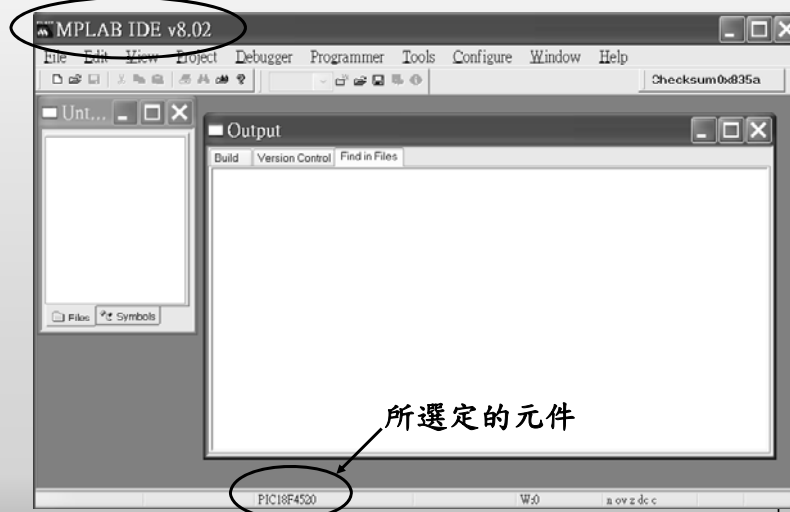 MPLAB IDE v8.02
File Edit View Project Debugger Programmer Tools Configure Window Help
Checksum0x835a
Unt...
Output
Build Version Control Find in Files
Files Symbols
所選定的元件
PIC18F4520 W:0 n ov z dc c